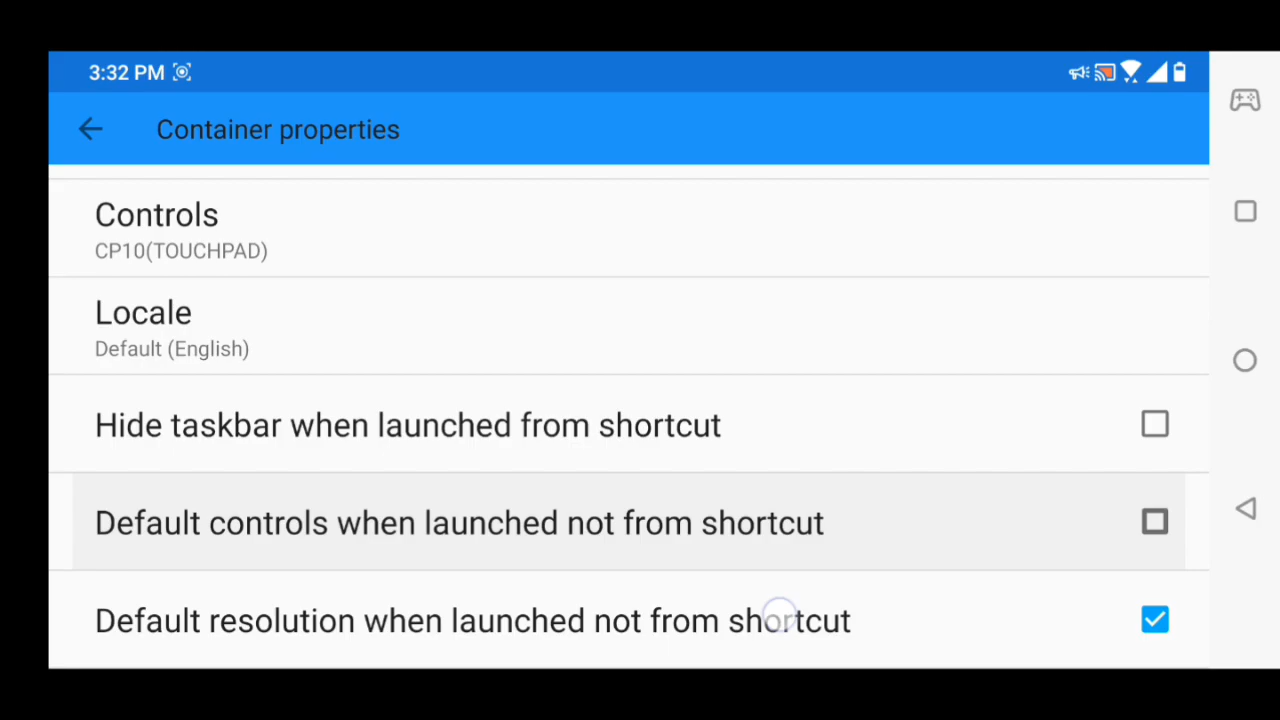 3:32 PM
Container properties
Controls
CP10(TOUCHPAD)
Locale
Default (English)
Hide taskbar when launched from shortcut
Default controls when launched not from shortcut
Default resolution when launched not from shortcut